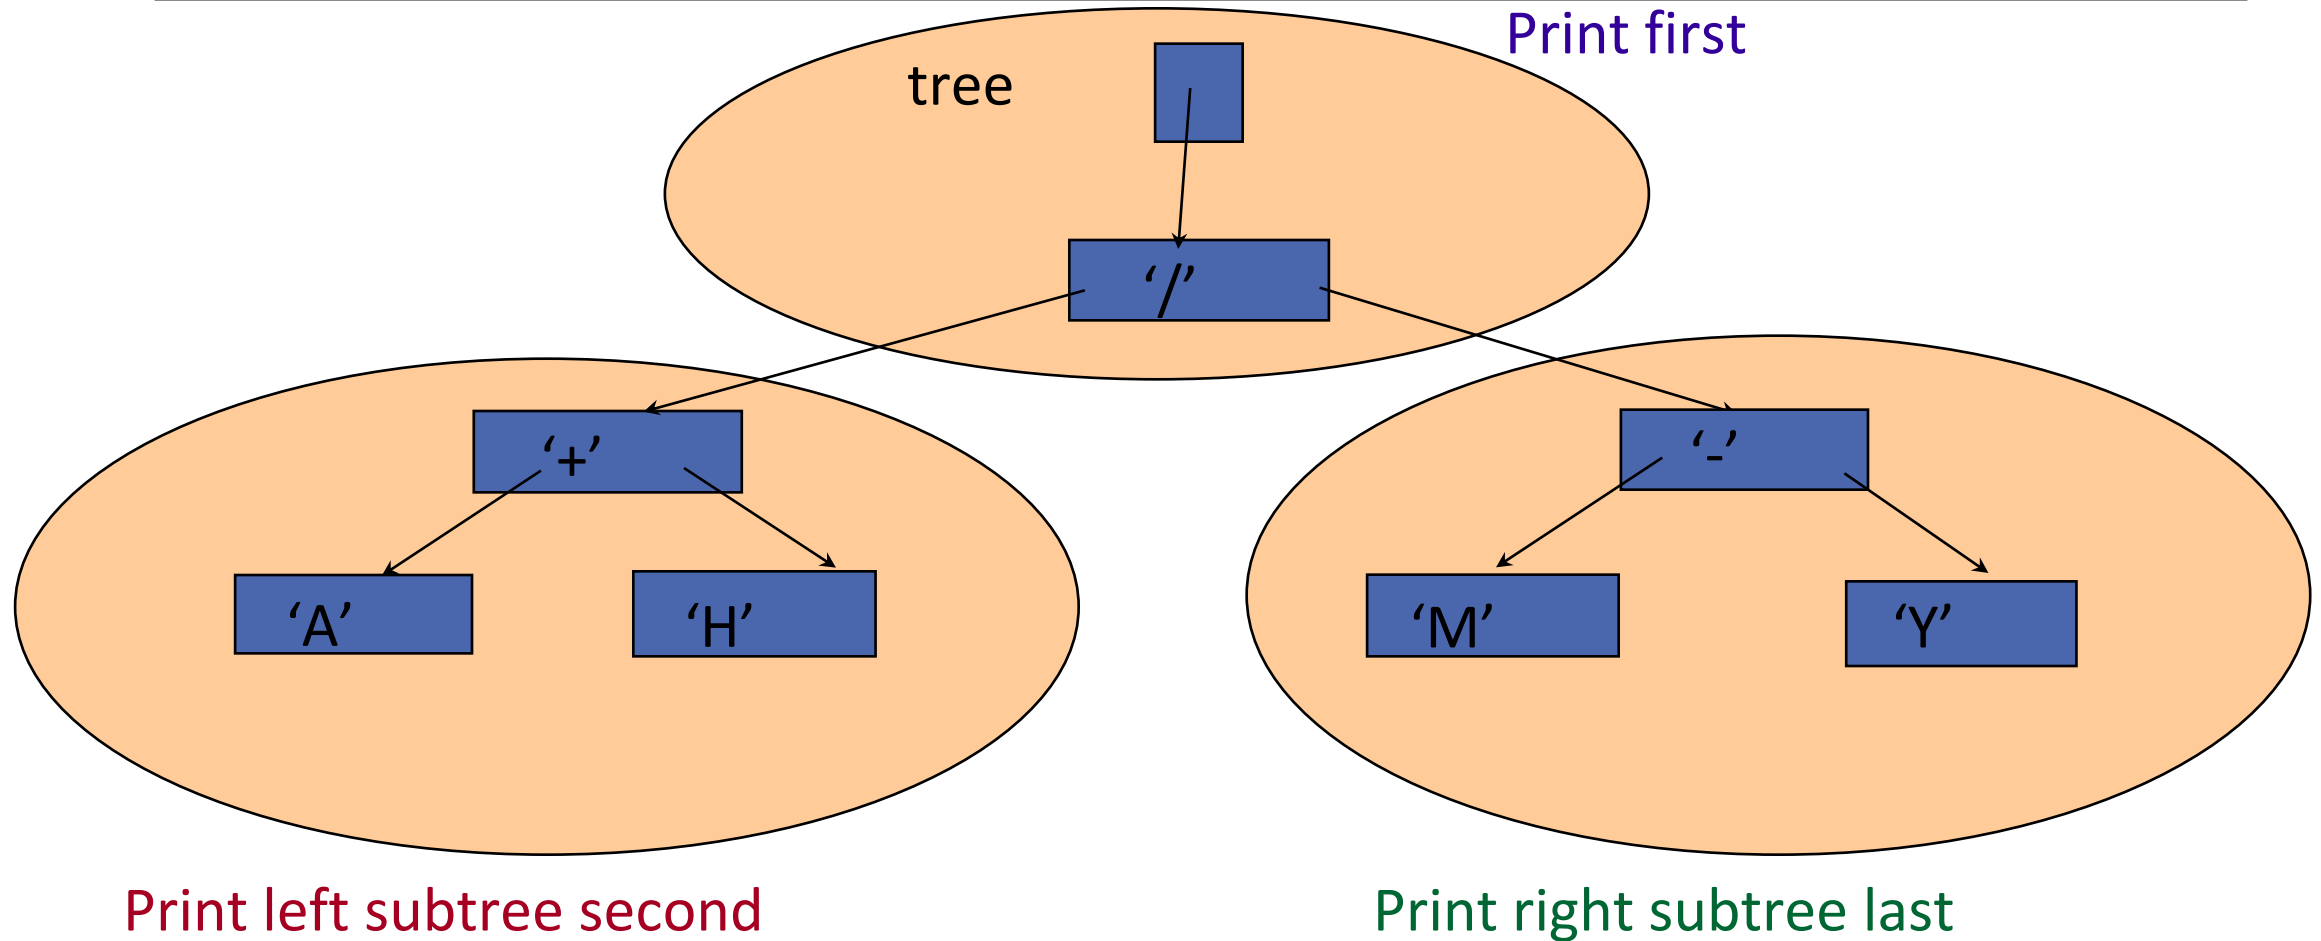 Print first
tree
‘/’
‘+’
‘-’
‘A’
‘H’
‘M’
‘Y’
Print left subtree second
Print right subtree last